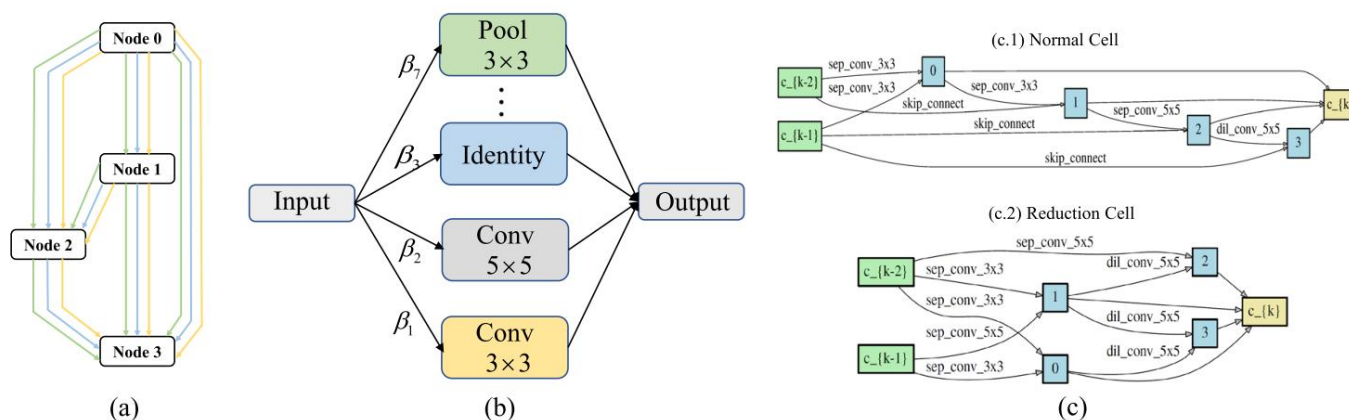 Node 0
Node 1
Node 2
Node 3
(a)
Pool
3×3
β7
Identity
β3
Input
Output
Conv
5×5
β2
Conv
3×3
β1
(b)
(c.1) Normal Cell
c_{k-2}
sep_conv_3x3
0
sep_conv_3x3
sep_conv_3x3
skip_connect
1
sep_conv_5x5
c_{k
c_{k-1}
skip_connect
2
dil_conv_5x5
3
skip_connect
(c.2) Reduction Cell
sep_conv_5x5
c_{k-2}
sep_conv_3x3
dil_conv_5x5
2
sep_conv_3x3
1
c_{k}
sep_conv_5x5
dil_conv_5x5
3
c_{k-1}
dil_conv_5x5
sep_conv_3x3
0
(c)